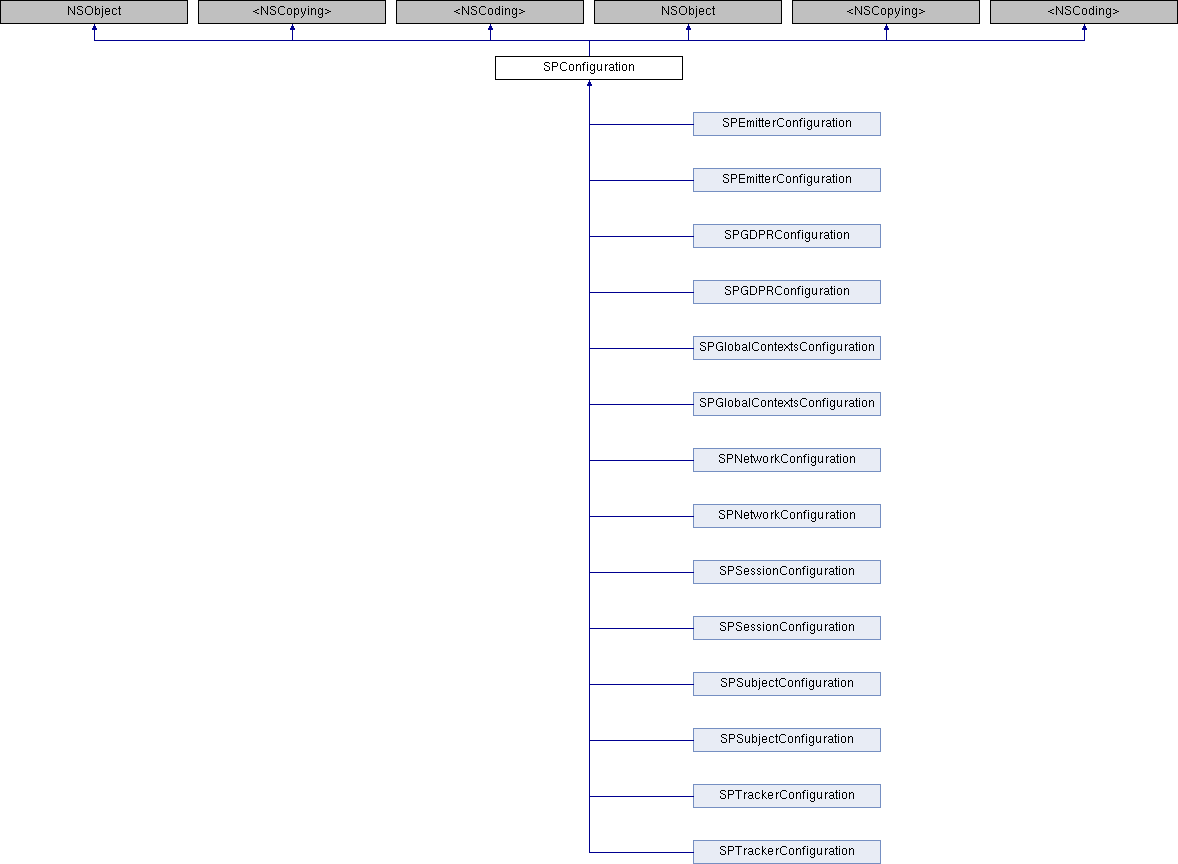 NSObject
<NSCopying>
<NSCoding>
NSObject
<NSCopying>
<NSCoding>
SPConfiguration
SPEmitterConfiguration
SPEmitterConfiguration
SPGDPRConfiguration
SPGDPRConfiguration
SPGlobalContextsConfiguration
SPGlobalContextsConfiguration
SPNetworkConfiguration
SPNetworkConfiguration
SPSessionConfiguration
SPSessionConfiguration
SPSubjectConfiguration
SPSubjectConfiguration
SPTrackerConfiguration
SPTrackerConfiguration